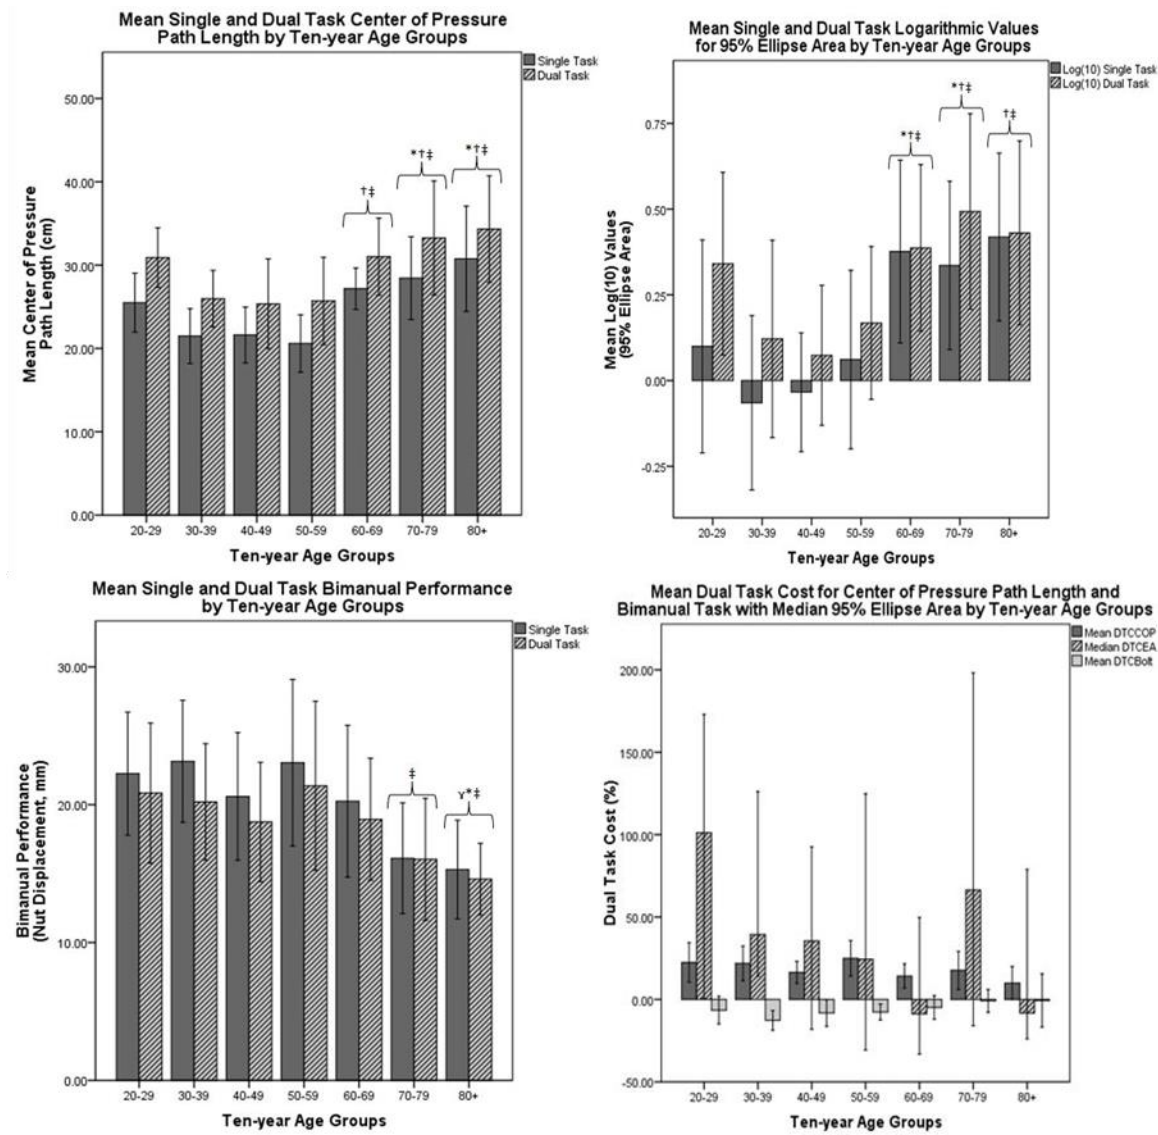 Mean Single and Dual Task Center of Pressure
Path Length by Ten-year Age Groups
Single Task
Dual Task
50.00
40.00
30.00
20.00
10.00
0.00
Mean Center of Pressure
Path Length (cm)
†‡
*†‡
*†‡
20-29
30-39
40-49
50-59
60-69
70-79
80+
Ten-year Age Groups
Mean Single and Dual Task Logarithmic Values
for 95% Ellipse Area by Ten-year Age Groups
Log(10) Single Task
Log(10) Dual Task
0.75
0.50
0.25
0.00
-0.25
Mean Log(10) Values
(95% Ellipse Area)
*†‡
*†‡
†‡
20-29
30-39
40-49
50-59
60-69
70-79
80+
Ten-year Age Groups
Mean Single and Dual Task Bimanual Performance
by Ten-year Age Groups
Single Task
Dual Task
30.00
20.00
10.00
0.00
Bimanual Performance
(Nut Displacement, mm)
‡
ɤ*‡
20-29
30-39
40-49
50-59
60-69
70-79
80+
Ten-year Age Groups
Mean Dual Task Cost for Center of Pressure Path Length and
Bimanual Task with Median 95% Ellipse Area by Ten-year Age Groups
Mean DTCCOP
Median DTCEA
Mean DTCBolt
200.00
150.00
100.00
50.00
0.00
-50.00
Dual Task Cost (%)
20-29
30-39
40-49
50-59
60-69
70-79
80+
Ten-year Age Groups